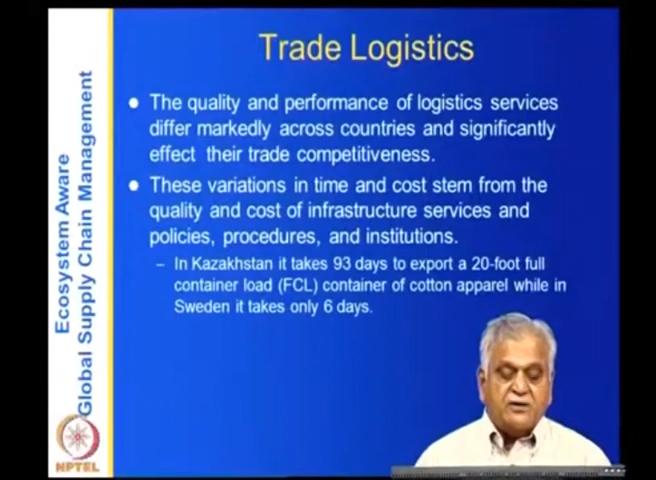 Trade Logistics
● The quality and performance of logistics services
differ markedly across countries and significantly
effect their trade competitiveness.
● These variations in time and cost stem from the
quality and cost of infrastructure services and
policies, procedures, and institutions.
– In Kazakhstan it takes 93 days to export a 20-foot full
container load (FCL) container of cotton apparel while in
Sweden it takes only 6 days.
Ecosystem Aware
Global Supply Chain Management
NPTEL